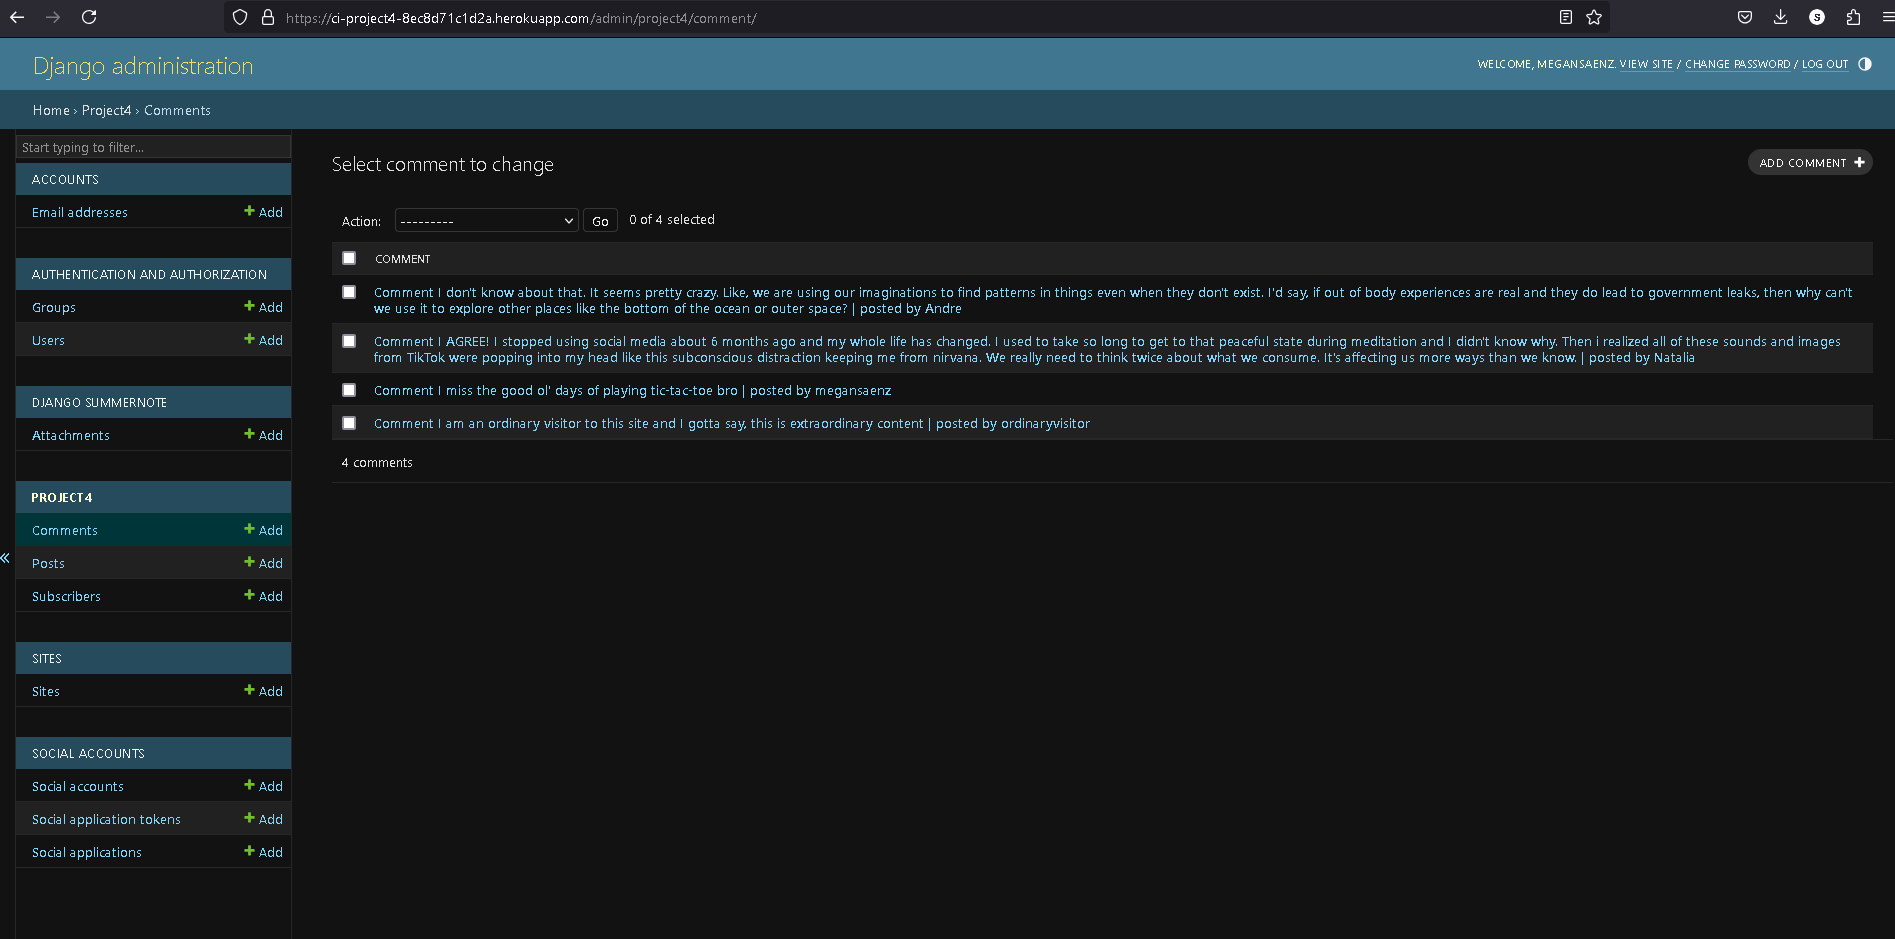 https://ci-project4-8ec8d71c1d2a.herokuapp.com/admin/project4/comment/
S
Django administration
WELCOME, MEGANSAENZ. VIEW SITE / CHANGE PASSWORD / LOG OUT
Home › Project4 › Comments
Start typing to filter...
ACCOUNTS
Email addresses + Add
AUTHENTICATION AND AUTHORIZATION
Groups + Add
Users + Add
DJANGO SUMMERNOTE
Attachments + Add
PROJECT4
Comments + Add
Posts + Add
Subscribers + Add
SITES
Sites + Add
SOCIAL ACCOUNTS
Social accounts + Add
Social application tokens + Add
Social applications + Add
«
Select comment to change
ADD COMMENT +
Action: --------- Go 0 of 4 selected
COMMENT
Comment I don't know about that. It seems pretty crazy. Like, we are using our imaginations to find patterns in things even when they don't exist. I'd say, if out of body experiences are real and they do lead to government leaks, then why can't
we use it to explore other places like the bottom of the ocean or outer space? | posted by Andre
Comment I AGREE! I stopped using social media about 6 months ago and my whole life has changed. I used to take so long to get to that peaceful state during meditation and I didn't know why. Then i realized all of these sounds and images
from TikTok were popping into my head like this subconscious distraction keeping me from nirvana. We really need to think twice about what we consume. It's affecting us more ways than we know. | posted by Natalia
Comment I miss the good ol' days of playing tic-tac-toe bro | posted by megansaenz
Comment I am an ordinary visitor to this site and I gotta say, this is extraordinary content | posted by ordinaryvisitor
4 comments